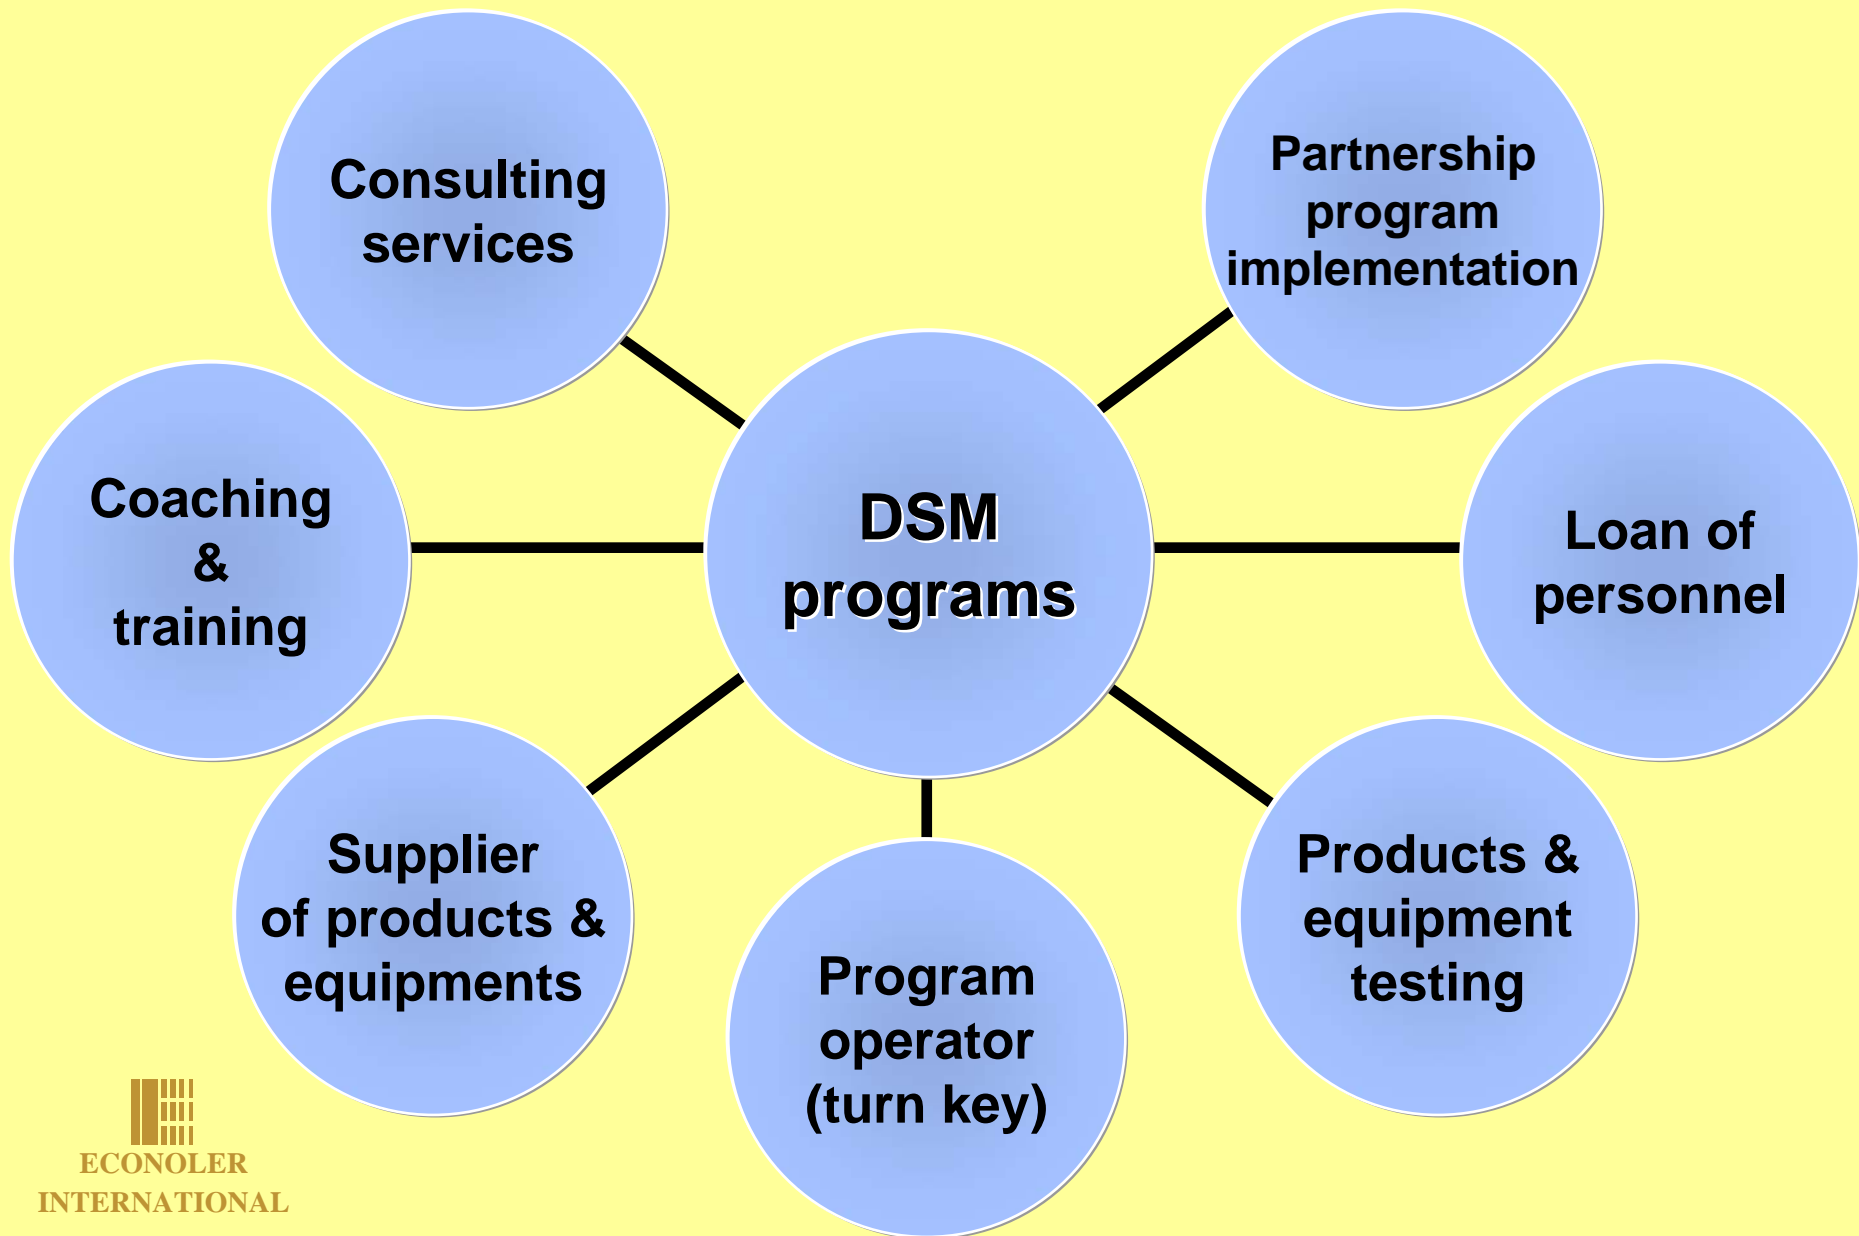 Consulting
services
Partnership
program
implementation
Coaching
&
training
DSM
programs
Loan of
personnel
Supplier
of products &
equipments
Program
operator
(turn key)
Products &
equipment
testing
ECONOLER
INTERNATIONAL